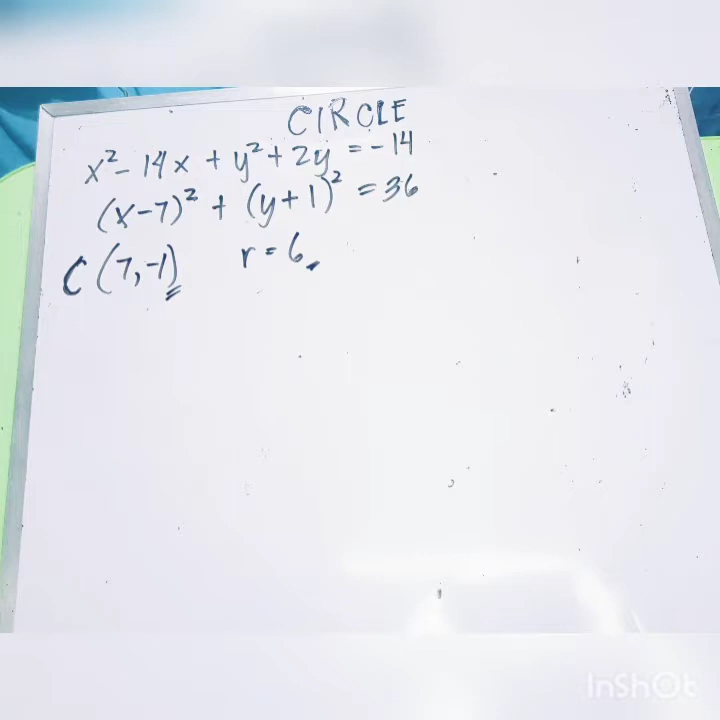 CIRCLE
x² - 14x + y² + 2y = -14
(x-7)² + (y+1)² = 36
C (7, -1) r = 6
InShOt